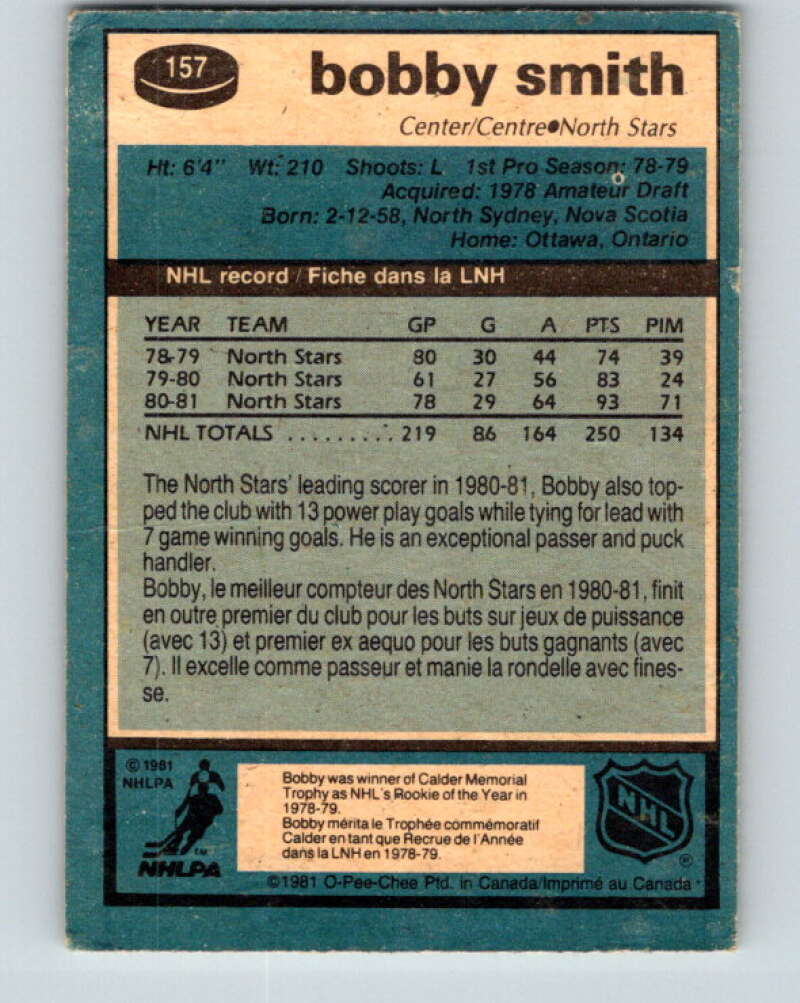 157
bobby smith
Center/Centre●North Stars
Ht: 6'4" Wt: 210 Shoots: L 1st Pro Season: 78-79
Acquired: 1978 Amateur Draft
Born: 2-12-58, North Sydney, Nova Scotia
Home: Ottawa, Ontario
NHL record / Fiche dans la LNH
YEAR TEAM GP G A PTS PIM
78-79 North Stars 80 30 44 74 39
79-80 North Stars 61 27 56 83 24
80-81 North Stars 78 29 64 93 71
NHL TOTALS .......... 219 86 164 250 134
The North Stars' leading scorer in 1980-81, Bobby also top-
ped the club with 13 power play goals while tying for lead with
7 game winning goals. He is an exceptional passer and puck
handler.
Bobby, le meilleur compteur des North Stars en 1980-81, finit
en outre premier du club pour les buts sur jeux de puissance
(avec 13) et premier ex aequo pour les buts gagnants (avec
7). Il excelle comme passeur et manie la rondelle avec fines-
se.
© 1981
NHLPA
TM
NHLPA
Bobby was winner of Calder Memorial
Trophy as NHL's Rookie of the Year in
1978-79.
Bobby mérita le Trophée commémoratif
Calder en tant que Recrue de l'Année
dans la LNH en 1978-79.
NHL
®
©1981 O-Pee-Chee Ptd. in Canada/Imprimé au Canada